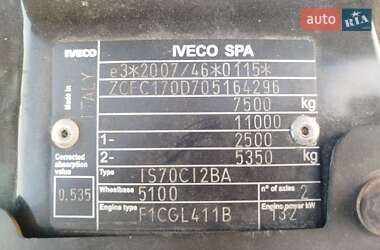 auto RIA
IVECO IVECO SPA
e3*2007/46*0115*
ZCFC170D705164296
7500 kg
11000
1- 2500
2- 5350 kg
Made in ITALY
Corrected absorption value
0.535
Type IS70CI2BA
Wheelbase 5100 n° of axles 2
Engine type F1CGL411B Engine power kW 132